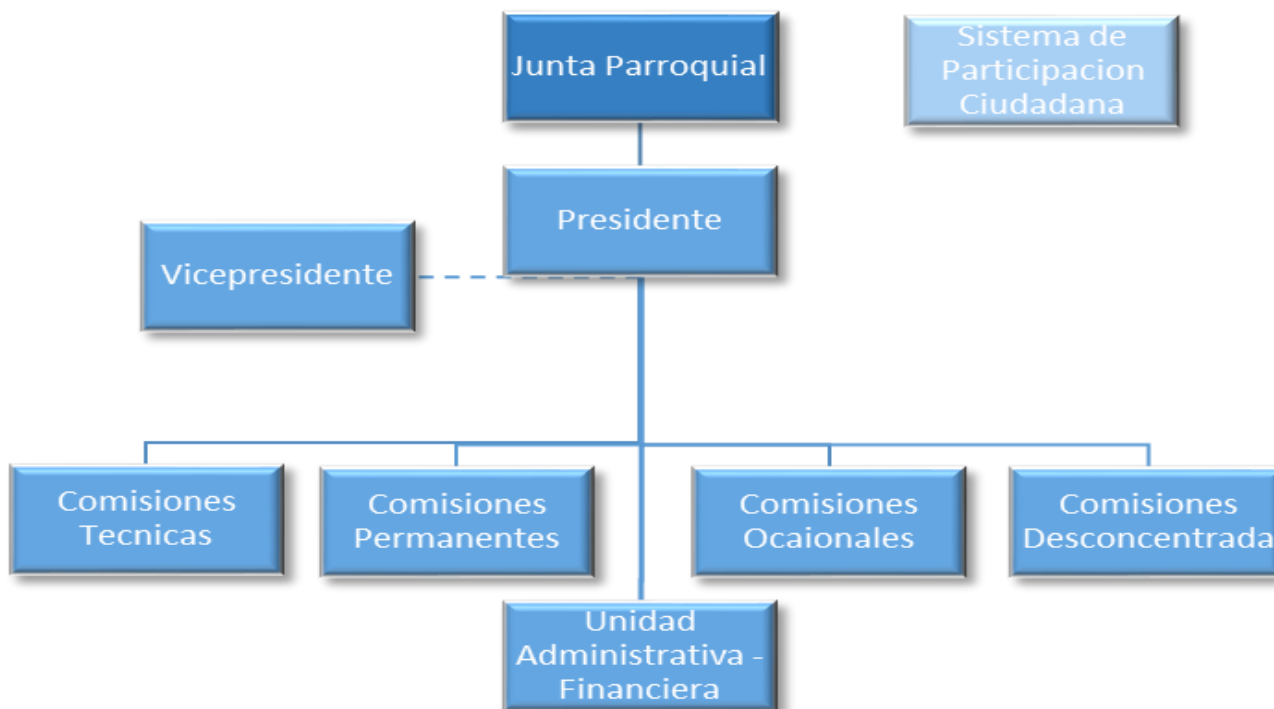 Junta Parroquial
Sistema de
Participacion
Ciudadana
Presidente
Vicepresidente
Comisiones
Tecnicas
Comisiones
Permanentes
Comisiones
Ocaionales
Comisiones
Desconcentrada
Unidad
Administrativa -
Financiera